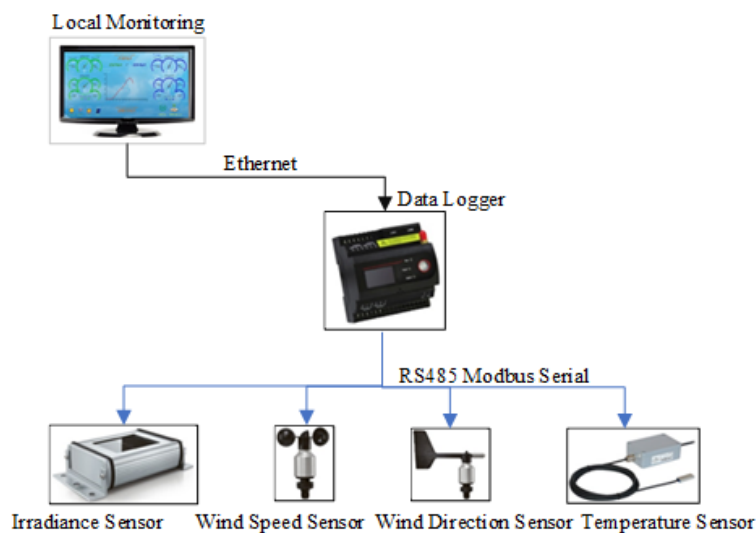 Local Monitoring
Ethernet
Data Logger
RS485 Modbus Serial
Irradiance Sensor
Wind Speed Sensor
Wind Direction Sensor
Temperature Sensor